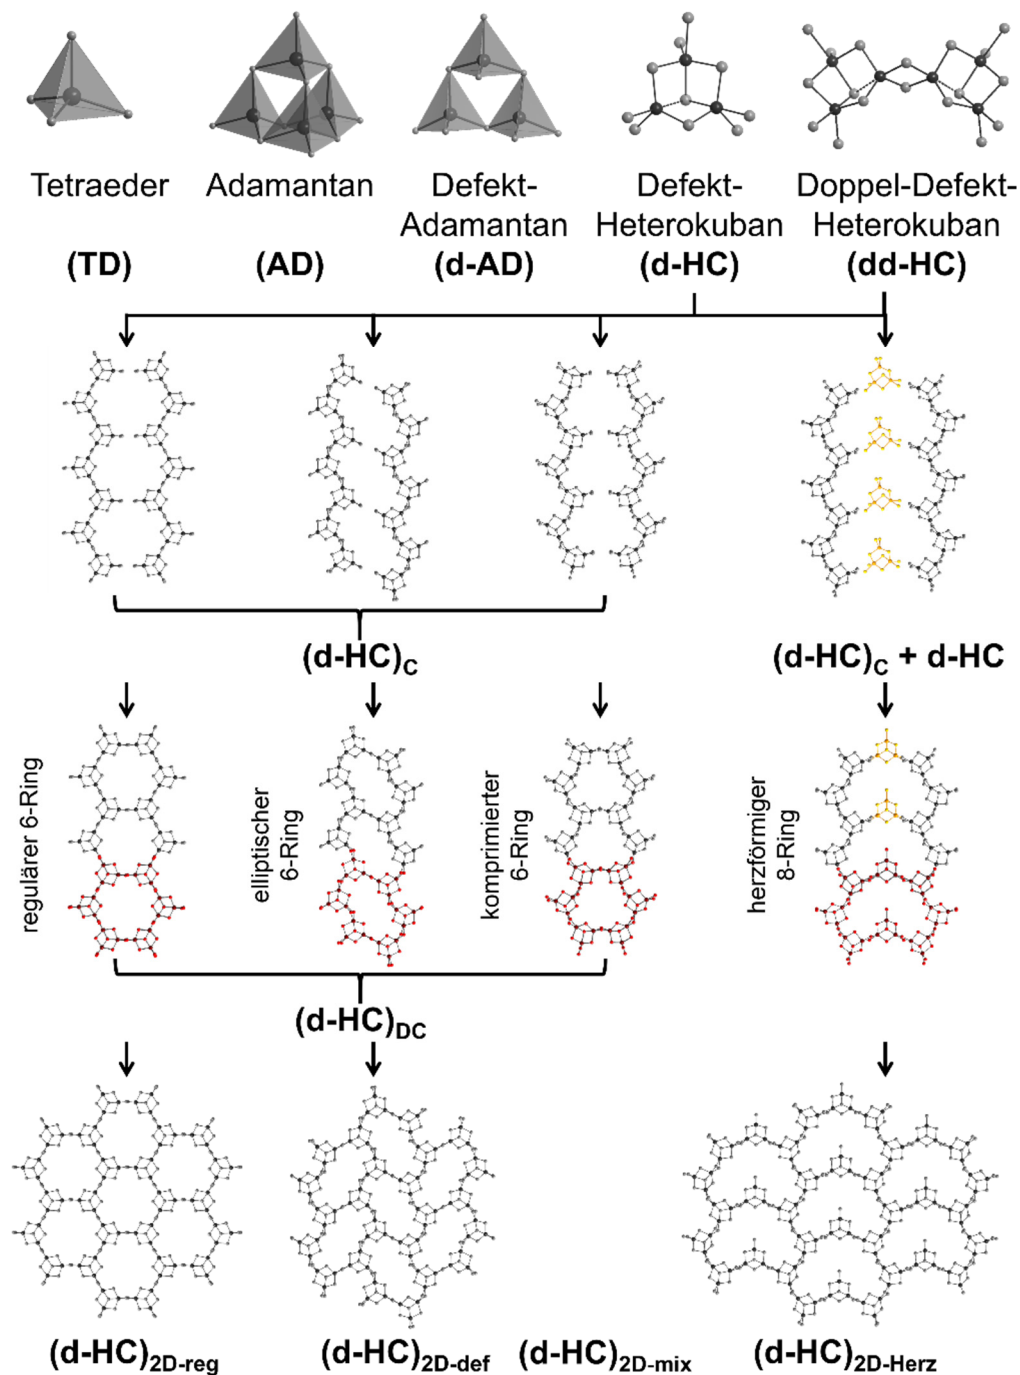 Tetraeder
(TD)
Adamantan
(AD)
Defekt-
Adamantan
(d-AD)
Defekt-
Heterokuban
(d-HC)
Doppel-Defekt-
Heterokuban
(dd-HC)
(d-HC)C
(d-HC)C + d-HC
regulärer 6-Ring
elliptischer
6-Ring
komprimierter
6-Ring
herzförmiger
8-Ring
(d-HC)DC
(d-HC)2D-reg
(d-HC)2D-def
(d-HC)2D-mix
(d-HC)2D-Herz